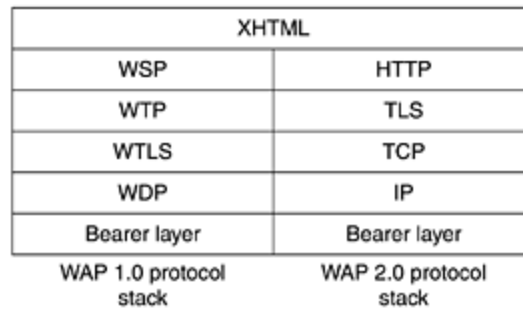 XHTML
WSP HTTP
WTP TLS
WTLS TCP
WDP IP
Bearer layer Bearer layer
WAP 1.0 protocol WAP 2.0 protocol
stack stack